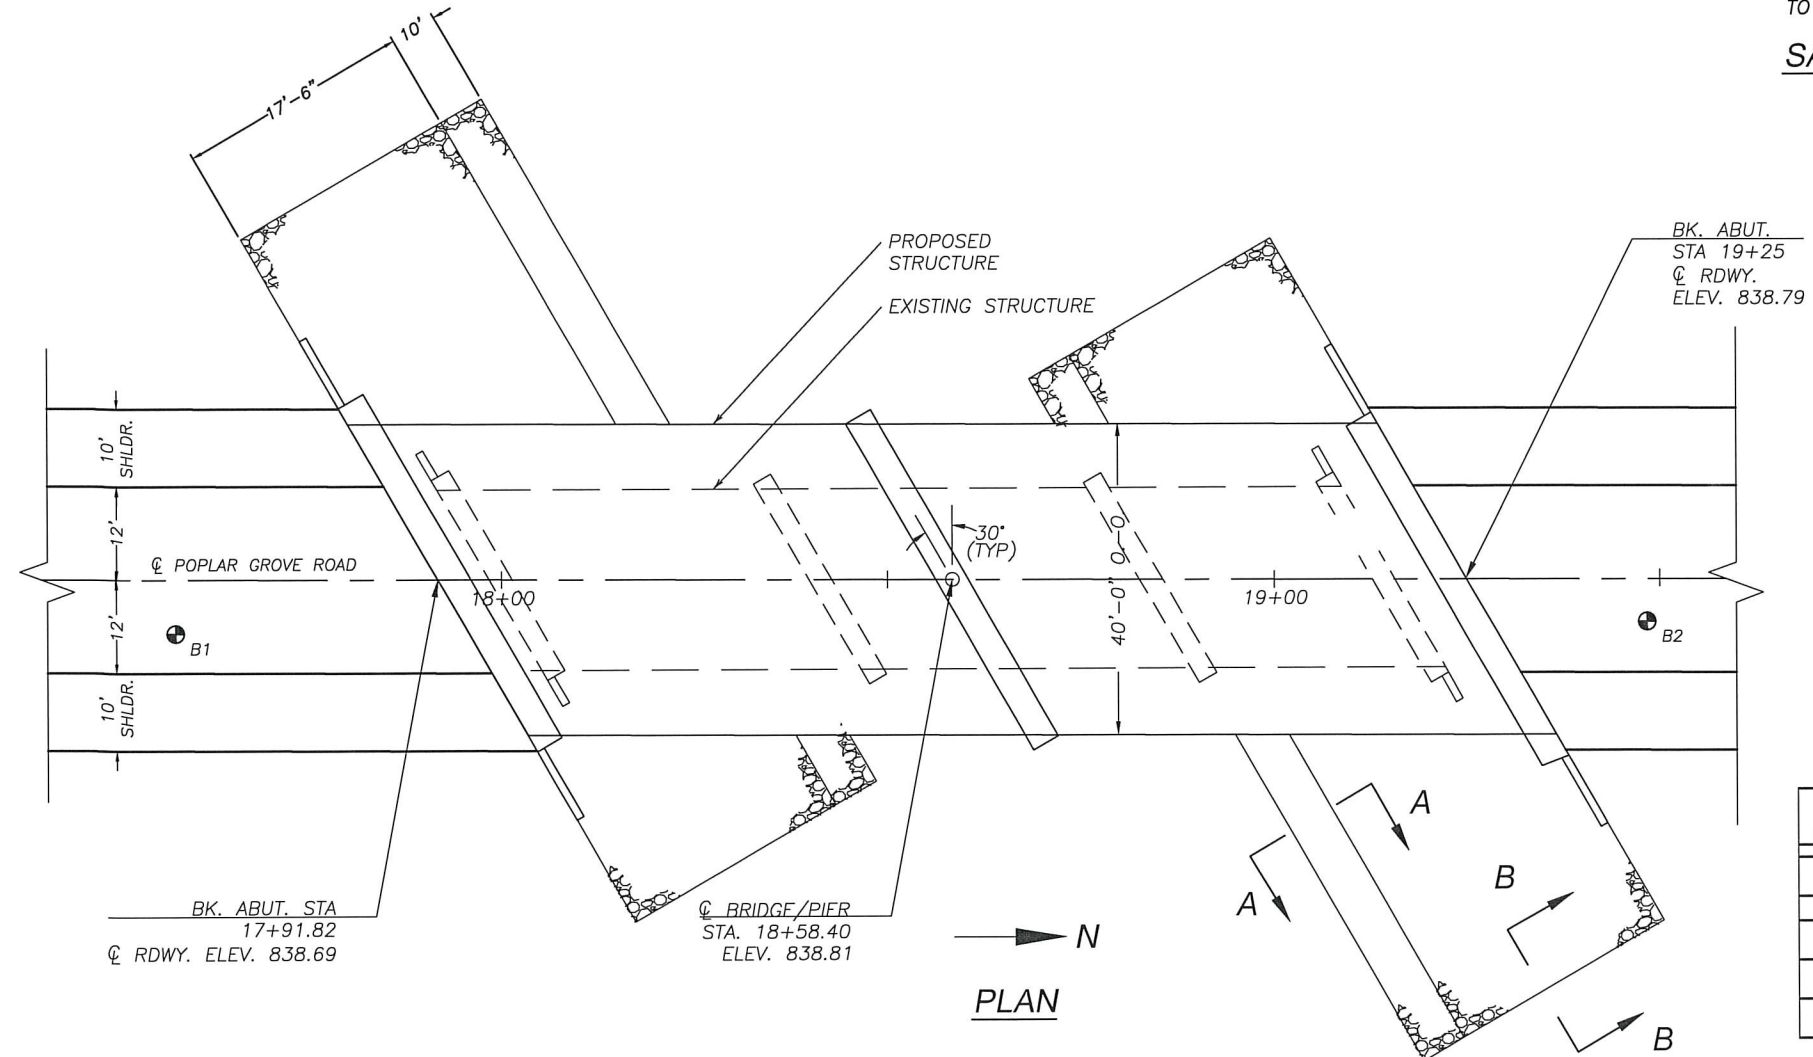 TO
SA
10'
17'-6"
PROPOSED
STRUCTURE
EXISTING STRUCTURE
BK. ABUT.
STA 19+25
℄ RDWY.
ELEV. 838.79
10'
SHLDR.
12'
℄ POPLAR GROVE ROAD
30°
(TYP)
18+00
19+00
40'-0" O-O
12'
B1
B2
10'
SHLDR.
A
A
B
B
BK. ABUT. STA
17+91.82
℄ RDWY. ELEV. 838.69
℄ BRIDGE/PIER
STA. 18+58.40
ELEV. 838.81
N
PLAN